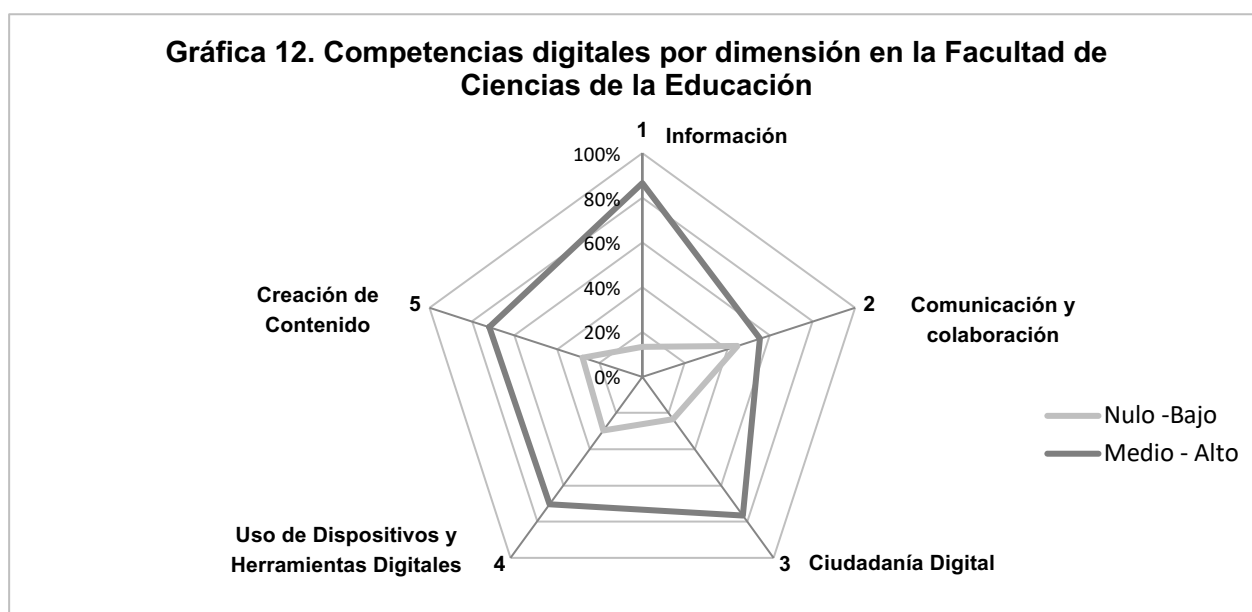 Gráfica 12. Competencias digitales por dimensión en la Facultad de
Ciencias de la Educación
1
Información
100%
80%
60%
40%
20%
0%
Creación de
Contenido
5
2
Comunicación y
colaboración
Nulo -Bajo
Medio - Alto
Uso de Dispositivos y
Herramientas Digitales
4
3
Ciudadanía Digital